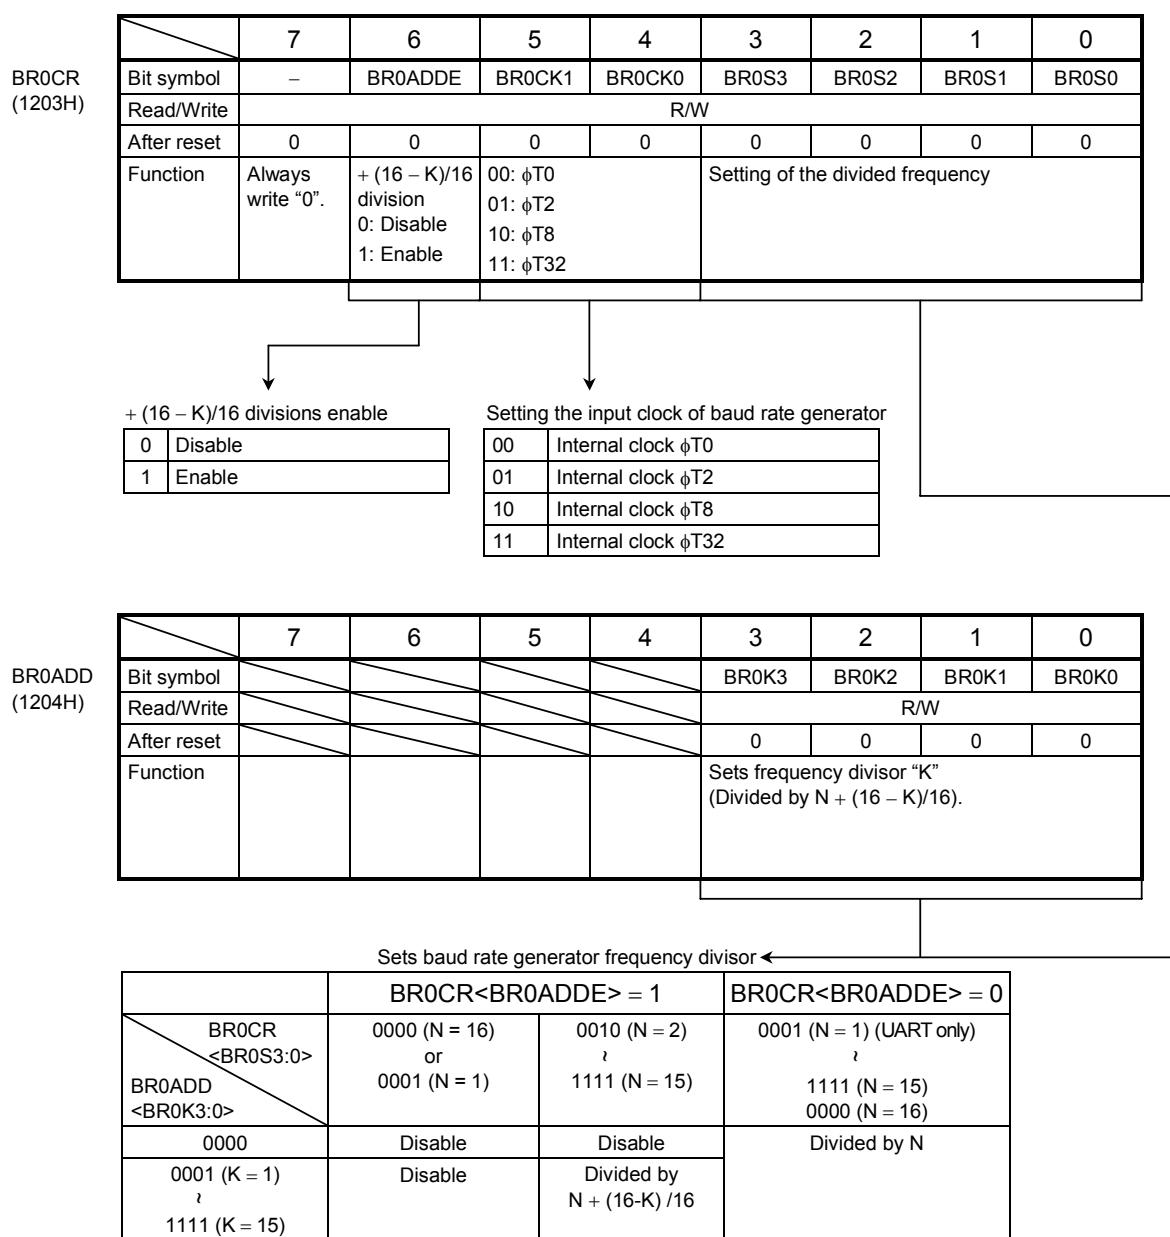 7 6 5 4 3 2 1 0
BR0CR
(1203H)
Bit symbol – BR0ADDE BR0CK1 BR0CK0 BR0S3 BR0S2 BR0S1 BR0S0
Read/Write R/W
After reset 0 0 0 0 0 0 0 0
Function
Always
write “0”.
+ (16 – K)/16
division
0: Disable
1: Enable
00: ϕT0
01: ϕT2
10: ϕT8
11: ϕT32
Setting of the divided frequency
+ (16 – K)/16 divisions enable
0 Disable
1 Enable
Setting the input clock of baud rate generator
00 Internal clock ϕT0
01 Internal clock ϕT2
10 Internal clock ϕT8
11 Internal clock ϕT32
7 6 5 4 3 2 1 0
BR0ADD
(1204H)
Bit symbol BR0K3 BR0K2 BR0K1 BR0K0
Read/Write R/W
After reset 0 0 0 0
Function
Sets frequency divisor “K”
(Divided by N + (16 – K)/16).
Sets baud rate generator frequency divisor
BR0CR<BR0ADDE> = 1 BR0CR<BR0ADDE> = 0
BR0CR
<BR0S3:0>
BR0ADD
<BR0K3:0>
0000 (N = 16)
or
0001 (N = 1)
0010 (N = 2)
~
1111 (N = 15)
0001 (N = 1) (UART only)
~
1111 (N = 15)
0000 (N = 16)
0000 Disable Disable Divided by N
0001 (K = 1)
~
1111 (K = 15)
Disable
Divided by
N + (16-K) /16